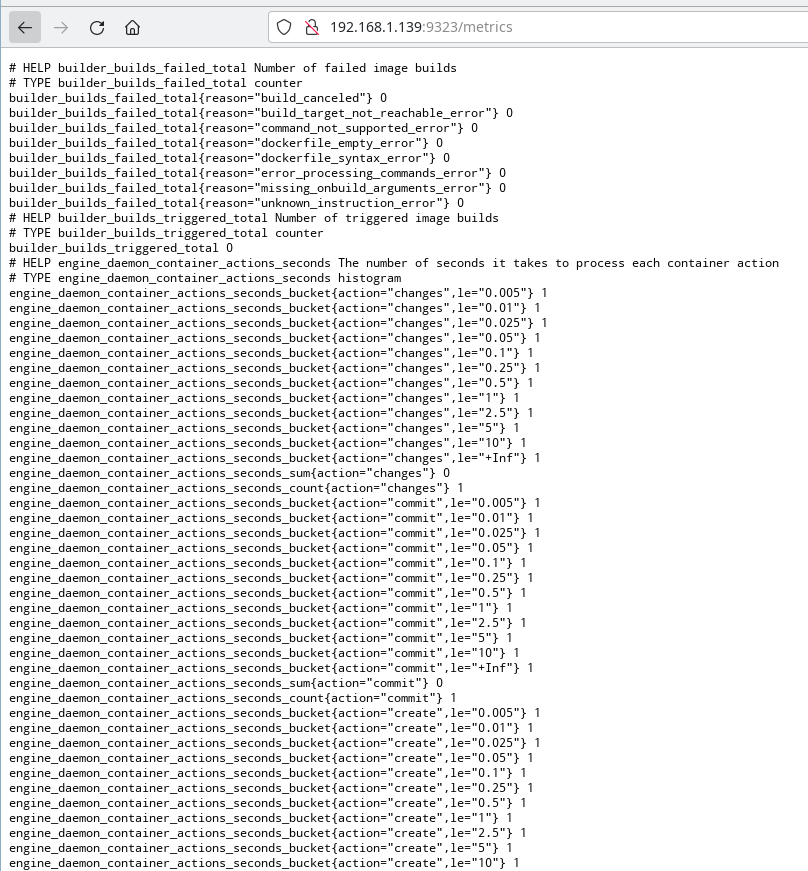 192.168.1.139:9323/metrics
# HELP builder_builds_failed_total Number of failed image builds
# TYPE builder_builds_failed_total counter
builder_builds_failed_total{reason="build_canceled"} 0
builder_builds_failed_total{reason="build_target_not_reachable_error"} 0
builder_builds_failed_total{reason="command_not_supported_error"} 0
builder_builds_failed_total{reason="dockerfile_empty_error"} 0
builder_builds_failed_total{reason="dockerfile_syntax_error"} 0
builder_builds_failed_total{reason="error_processing_commands_error"} 0
builder_builds_failed_total{reason="missing_onbuild_arguments_error"} 0
builder_builds_failed_total{reason="unknown_instruction_error"} 0
# HELP builder_builds_triggered_total Number of triggered image builds
# TYPE builder_builds_triggered_total counter
builder_builds_triggered_total 0
# HELP engine_daemon_container_actions_seconds The number of seconds it takes to process each container action
# TYPE engine_daemon_container_actions_seconds histogram
engine_daemon_container_actions_seconds_bucket{action="changes",le="0.005"} 1
engine_daemon_container_actions_seconds_bucket{action="changes",le="0.01"} 1
engine_daemon_container_actions_seconds_bucket{action="changes",le="0.025"} 1
engine_daemon_container_actions_seconds_bucket{action="changes",le="0.05"} 1
engine_daemon_container_actions_seconds_bucket{action="changes",le="0.1"} 1
engine_daemon_container_actions_seconds_bucket{action="changes",le="0.25"} 1
engine_daemon_container_actions_seconds_bucket{action="changes",le="0.5"} 1
engine_daemon_container_actions_seconds_bucket{action="changes",le="1"} 1
engine_daemon_container_actions_seconds_bucket{action="changes",le="2.5"} 1
engine_daemon_container_actions_seconds_bucket{action="changes",le="5"} 1
engine_daemon_container_actions_seconds_bucket{action="changes",le="10"} 1
engine_daemon_container_actions_seconds_bucket{action="changes",le="+Inf"} 1
engine_daemon_container_actions_seconds_sum{action="changes"} 0
engine_daemon_container_actions_seconds_count{action="changes"} 1
engine_daemon_container_actions_seconds_bucket{action="commit",le="0.005"} 1
engine_daemon_container_actions_seconds_bucket{action="commit",le="0.01"} 1
engine_daemon_container_actions_seconds_bucket{action="commit",le="0.025"} 1
engine_daemon_container_actions_seconds_bucket{action="commit",le="0.05"} 1
engine_daemon_container_actions_seconds_bucket{action="commit",le="0.1"} 1
engine_daemon_container_actions_seconds_bucket{action="commit",le="0.25"} 1
engine_daemon_container_actions_seconds_bucket{action="commit",le="0.5"} 1
engine_daemon_container_actions_seconds_bucket{action="commit",le="1"} 1
engine_daemon_container_actions_seconds_bucket{action="commit",le="2.5"} 1
engine_daemon_container_actions_seconds_bucket{action="commit",le="5"} 1
engine_daemon_container_actions_seconds_bucket{action="commit",le="10"} 1
engine_daemon_container_actions_seconds_bucket{action="commit",le="+Inf"} 1
engine_daemon_container_actions_seconds_sum{action="commit"} 0
engine_daemon_container_actions_seconds_count{action="commit"} 1
engine_daemon_container_actions_seconds_bucket{action="create",le="0.005"} 1
engine_daemon_container_actions_seconds_bucket{action="create",le="0.01"} 1
engine_daemon_container_actions_seconds_bucket{action="create",le="0.025"} 1
engine_daemon_container_actions_seconds_bucket{action="create",le="0.05"} 1
engine_daemon_container_actions_seconds_bucket{action="create",le="0.1"} 1
engine_daemon_container_actions_seconds_bucket{action="create",le="0.25"} 1
engine_daemon_container_actions_seconds_bucket{action="create",le="0.5"} 1
engine_daemon_container_actions_seconds_bucket{action="create",le="1"} 1
engine_daemon_container_actions_seconds_bucket{action="create",le="2.5"} 1
engine_daemon_container_actions_seconds_bucket{action="create",le="5"} 1
engine_daemon_container_actions_seconds_bucket{action="create",le="10"} 1